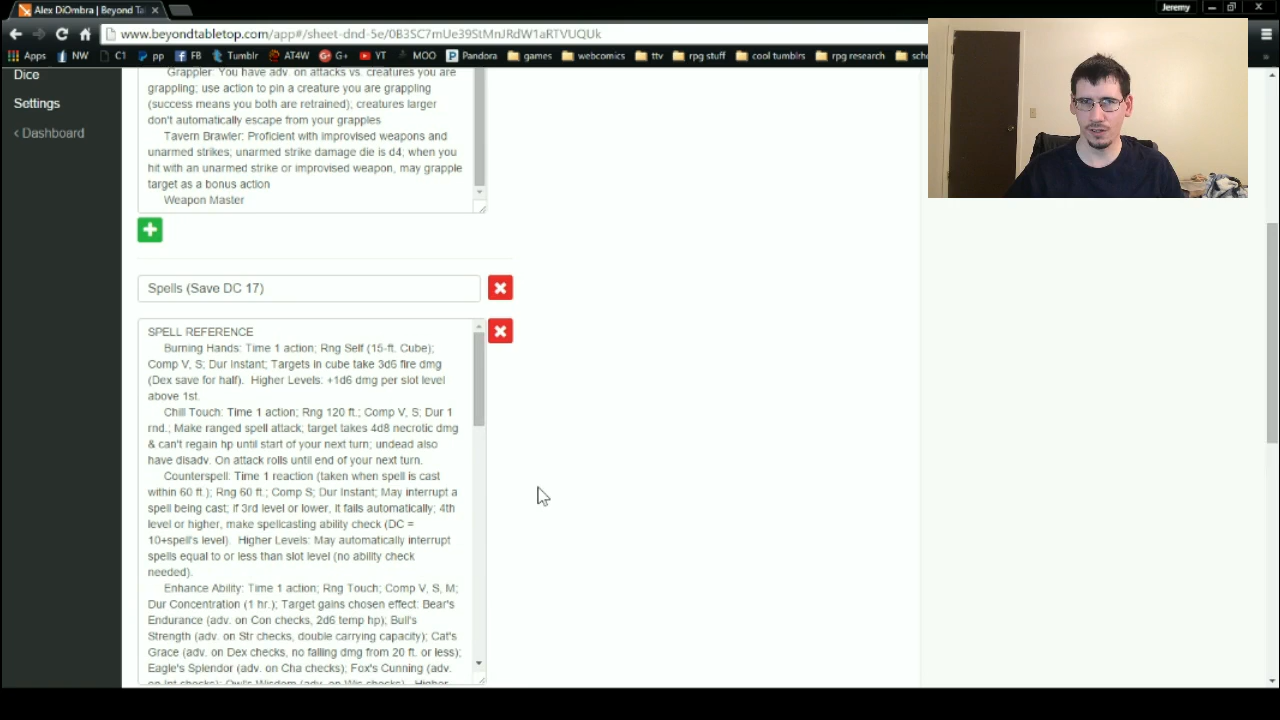 Alex DiOmbra | Beyond Tal
Jeremy
www.beyondtabletop.com/app#/sheet-dnd-5e/0B3SC7mUe39StMnJRdW1aRTVUQUk
Apps NW C1 pp FB Tumblr AT4W G+ YT MOO Pandora games webcomics ttv rpg stuff cool tumblrs rpg research
Dice
Settings
< Dashboard
Grappler: You have adv. on attacks vs. creatures you are
grappling; use action to pin a creature you are grappling
(success means you both are retrained); creatures larger
don't automatically escape from your grapples
Tavern Brawler: Proficient with improvised weapons and
unarmed strikes; unarmed strike damage die is d4; when you
hit with an unarmed strike or improvised weapon, may grapple
target as a bonus action
Weapon Master
Spells (Save DC 17)
SPELL REFERENCE
Burning Hands: Time 1 action; Rng Self (15-ft. Cube);
Comp V, S; Dur Instant; Targets in cube take 3d6 fire dmg
(Dex save for half). Higher Levels: +1d6 dmg per slot level
above 1st.
Chill Touch: Time 1 action; Rng 120 ft.; Comp V, S; Dur 1
rnd.; Make ranged spell attack; target takes 4d8 necrotic dmg
& can't regain hp until start of your next turn; undead also
have disadv. On attack rolls until end of your next turn.
Counterspell: Time 1 reaction (taken when spell is cast
within 60 ft.); Rng 60 ft.; Comp S; Dur Instant; May interrupt a
spell being cast; if 3rd level or lower, it fails automatically; 4th
level or higher, make spellcasting ability check (DC =
10+spell's level). Higher Levels: May automatically interrupt
spells equal to or less than slot level (no ability check
needed).
Enhance Ability: Time 1 action; Rng Touch; Comp V, S, M;
Dur Concentration (1 hr.); Target gains chosen effect: Bear's
Endurance (adv. on Con checks, 2d6 temp hp); Bull's
Strength (adv. on Str checks, double carrying capacity); Cat's
Grace (adv. on Dex checks, no falling dmg from 20 ft. or less);
Eagle's Splendor (adv. on Cha checks); Fox's Cunning (adv.
on Int checks); Owl's Wisdom (adv. on Wis checks). Higher